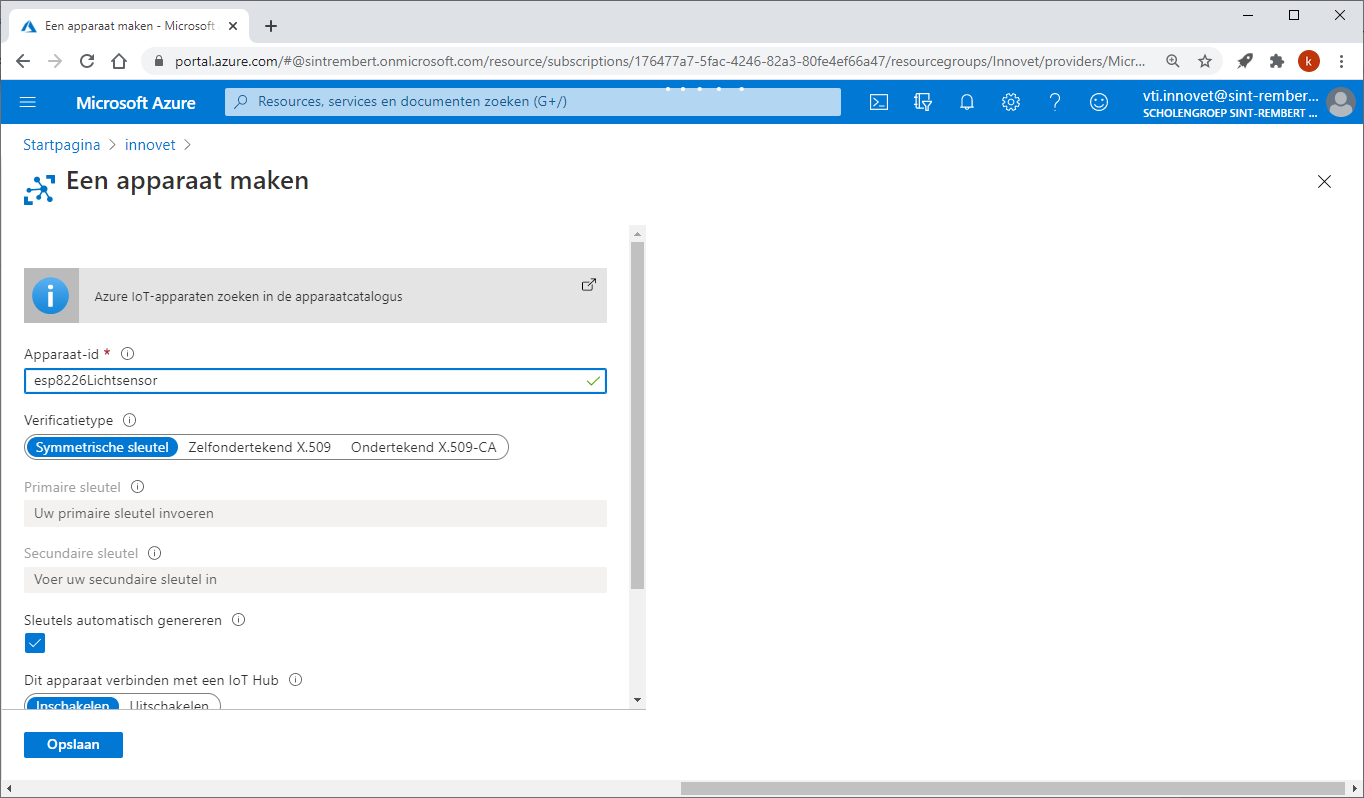 Een apparaat maken - Microsoft
portal.azure.com/#@sintrembert.onmicrosoft.com/resource/subscriptions/176477a7-5fac-4246-82a3-80fe4ef66a47/resourcegroups/Innovet/providers/Micr...
k
Microsoft Azure
Resources, services en documenten zoeken (G+/)
vti.innovet@sint-rember...
SCHOLENGROEP SINT-REMBERT ...
Startpagina > innovet >
Een apparaat maken
Azure IoT-apparaten zoeken in de apparaatcatalogus
Apparaat-id *
esp8226Lichtsensor
Verificatietype
Symmetrische sleutel Zelfondertekend X.509 Ondertekend X.509-CA
Primaire sleutel
Uw primaire sleutel invoeren
Secundaire sleutel
Voer uw secundaire sleutel in
Sleutels automatisch genereren
Dit apparaat verbinden met een IoT Hub
Inschakelen Uitschakelen
Opslaan